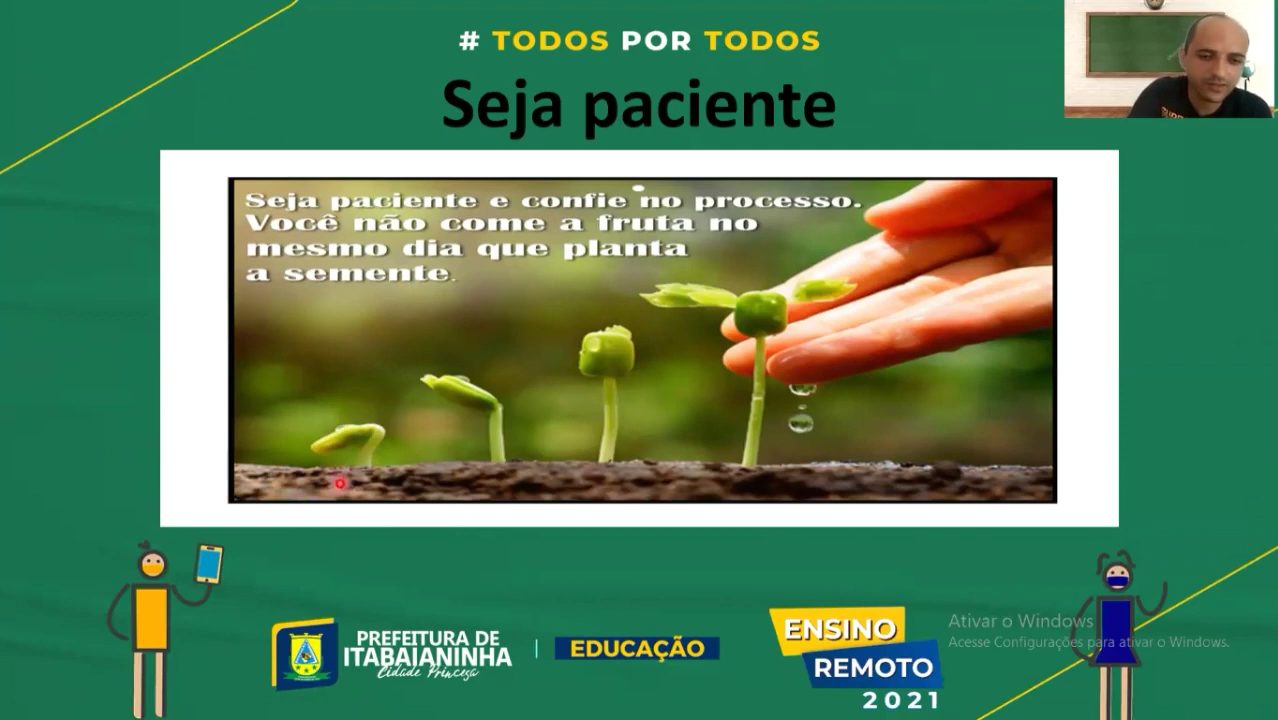 # TODOS POR TODOS
Seja paciente
Seja paciente e confie no processo.
Você não come a fruta no
mesmo dia que planta
a semente.
PREFEITURA DE
ITABAIANINHA
Cidade Princesa
EDUCAÇÃO
ENSINO
REMOTO
2021
Ativar o Windows
Acesse Configurações para ativar o Windows.